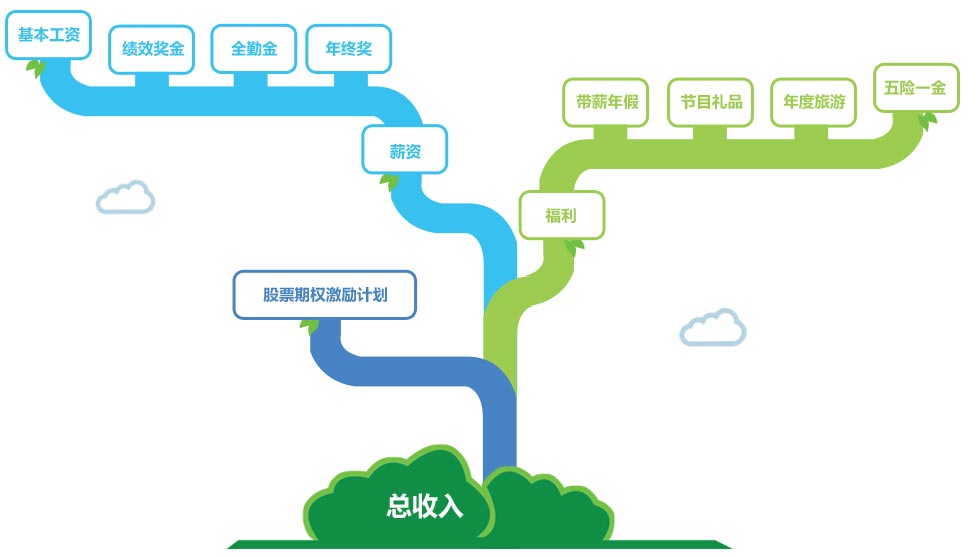 基本工资
绩效奖金
全勤金
年终奖
薪资
带薪年假
节目礼品
年度旅游
五险一金
福利
股票期权激励计划
总收入